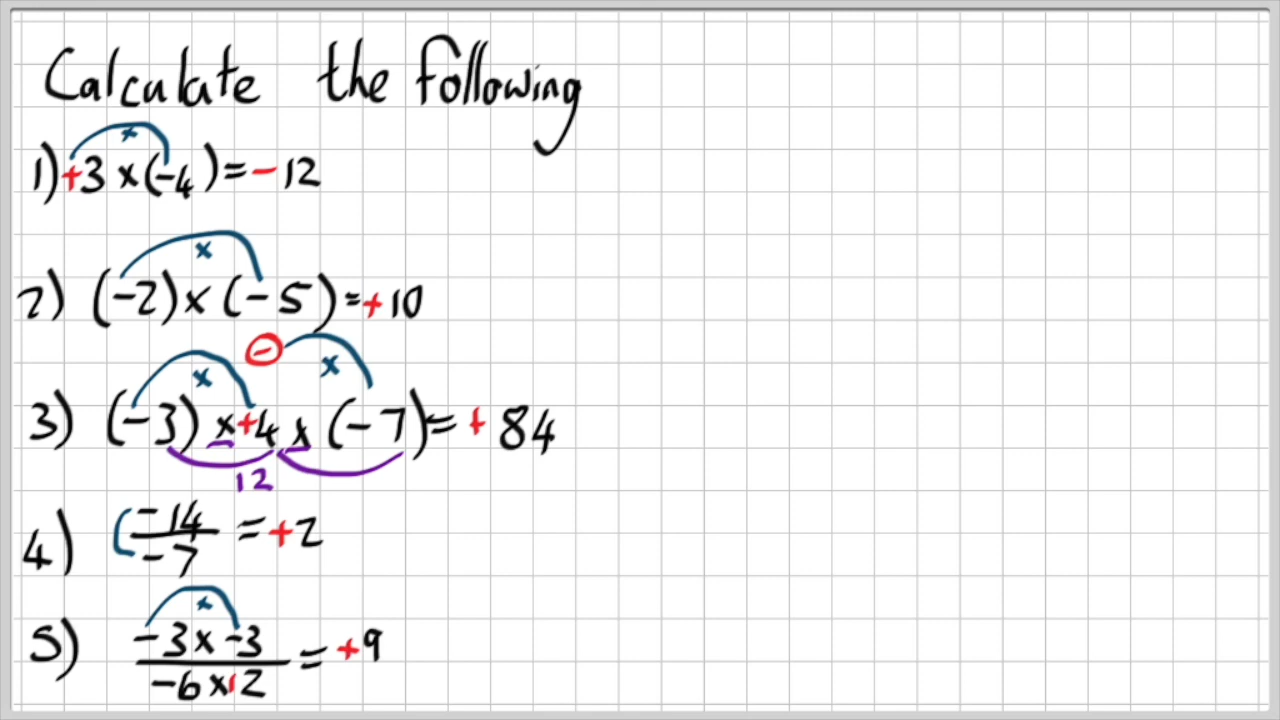 Calculate the following
x
1) +3 x (-4) = -12
x
2) (-2) x (-5) = +10
- 
x x
3) (-3) x +4 x (-7) = + 84
12
4) -14 = +2
-7
x
5) -3 x -3 = +9
-6 x 2